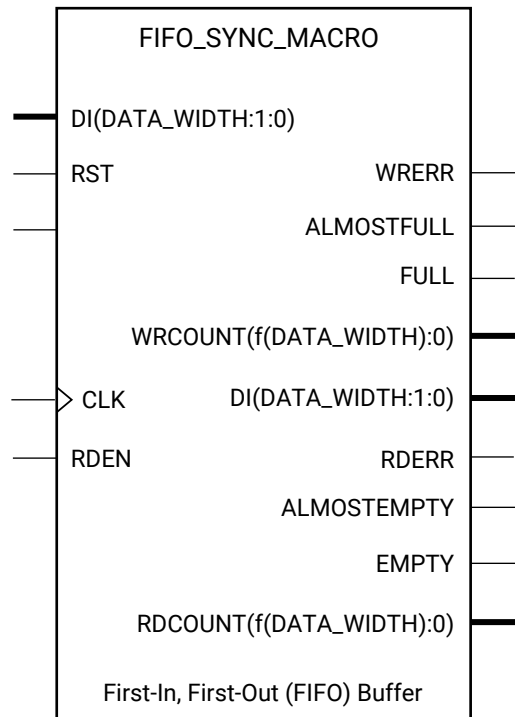 FIFO_SYNC_MACRO
DI(DATA_WIDTH:1:0)
RST
WRERR
ALMOSTFULL
FULL
WRCOUNT(f(DATA_WIDTH):0)
CLK
DI(DATA_WIDTH:1:0)
RDEN
RDERR
ALMOSTEMPTY
EMPTY
RDCOUNT(f(DATA_WIDTH):0)
First-In, First-Out (FIFO) Buffer